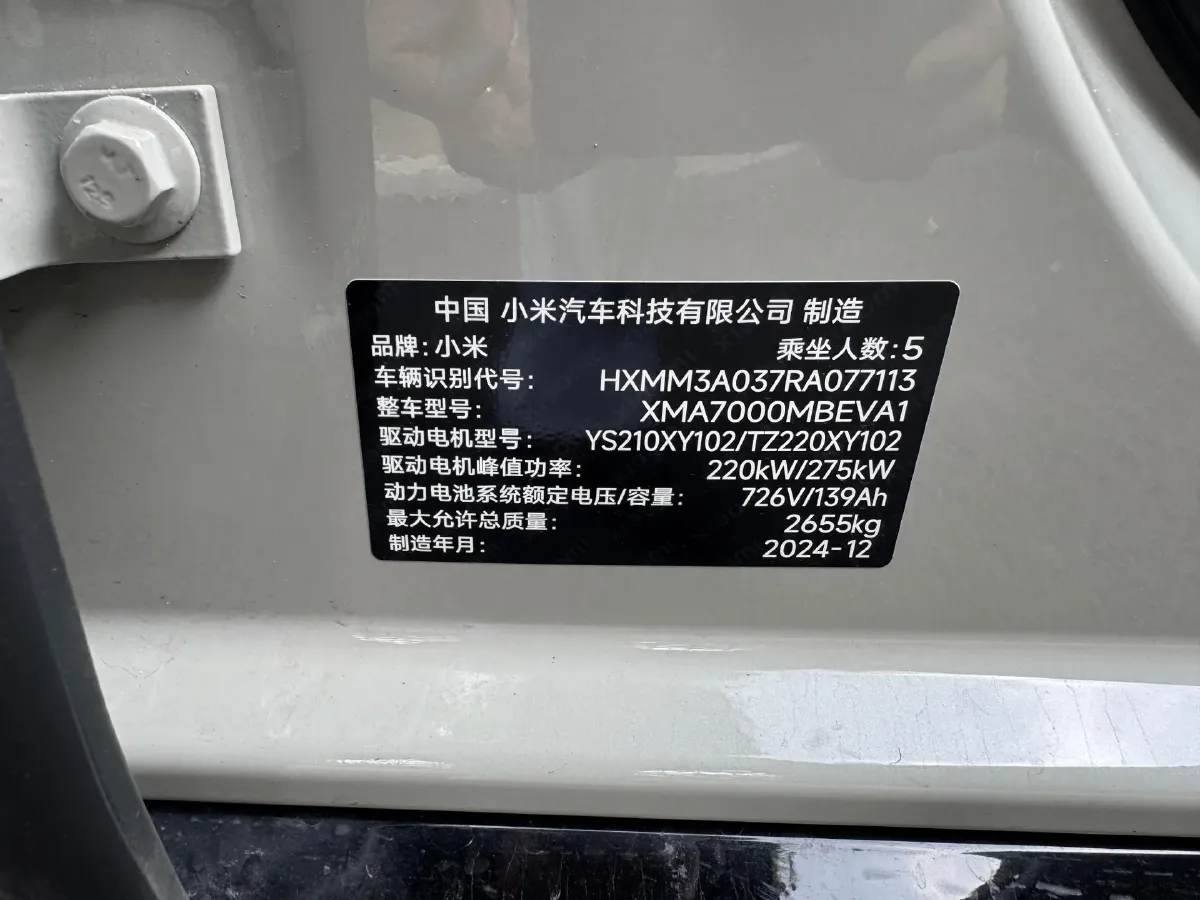 中国 小米汽车科技有限公司 制造
品牌:小米 乘坐人数:5
车辆识别代号: HXMM3A037RA077113
整车型号: XMA7000MBEVA1
驱动电机型号: YS210XY102/TZ220XY102
驱动电机峰值功率: 220kW/275kW
动力电池系统额定电压/容量: 726V/139Ah
最大允许总质量: 2655kg
制造年月: 2024-12